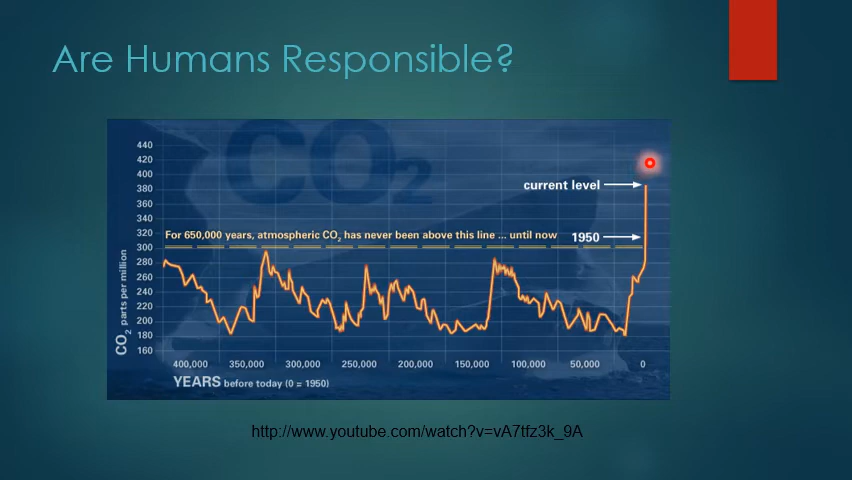 Are Humans Responsible?
CO2
440
420
400
380
360
340
320
300
280
260
240
220
200
180
160
CO2 parts per million
current level
For 650,000 years, atmospheric CO2 has never been above this line ... until now
1950
400,000 350,000 300,000 250,000 200,000 150,000 100,000 50,000 0
YEARS before today (0 = 1950)
http://www.youtube.com/watch?v=vA7tfz3k_9A